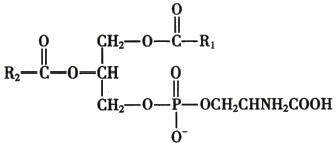 O O
CH₂—O—C—R₁
R₂—C—O—CH
O
CH₂—O—P—OCH₂CHNH₂COOH
O⁻